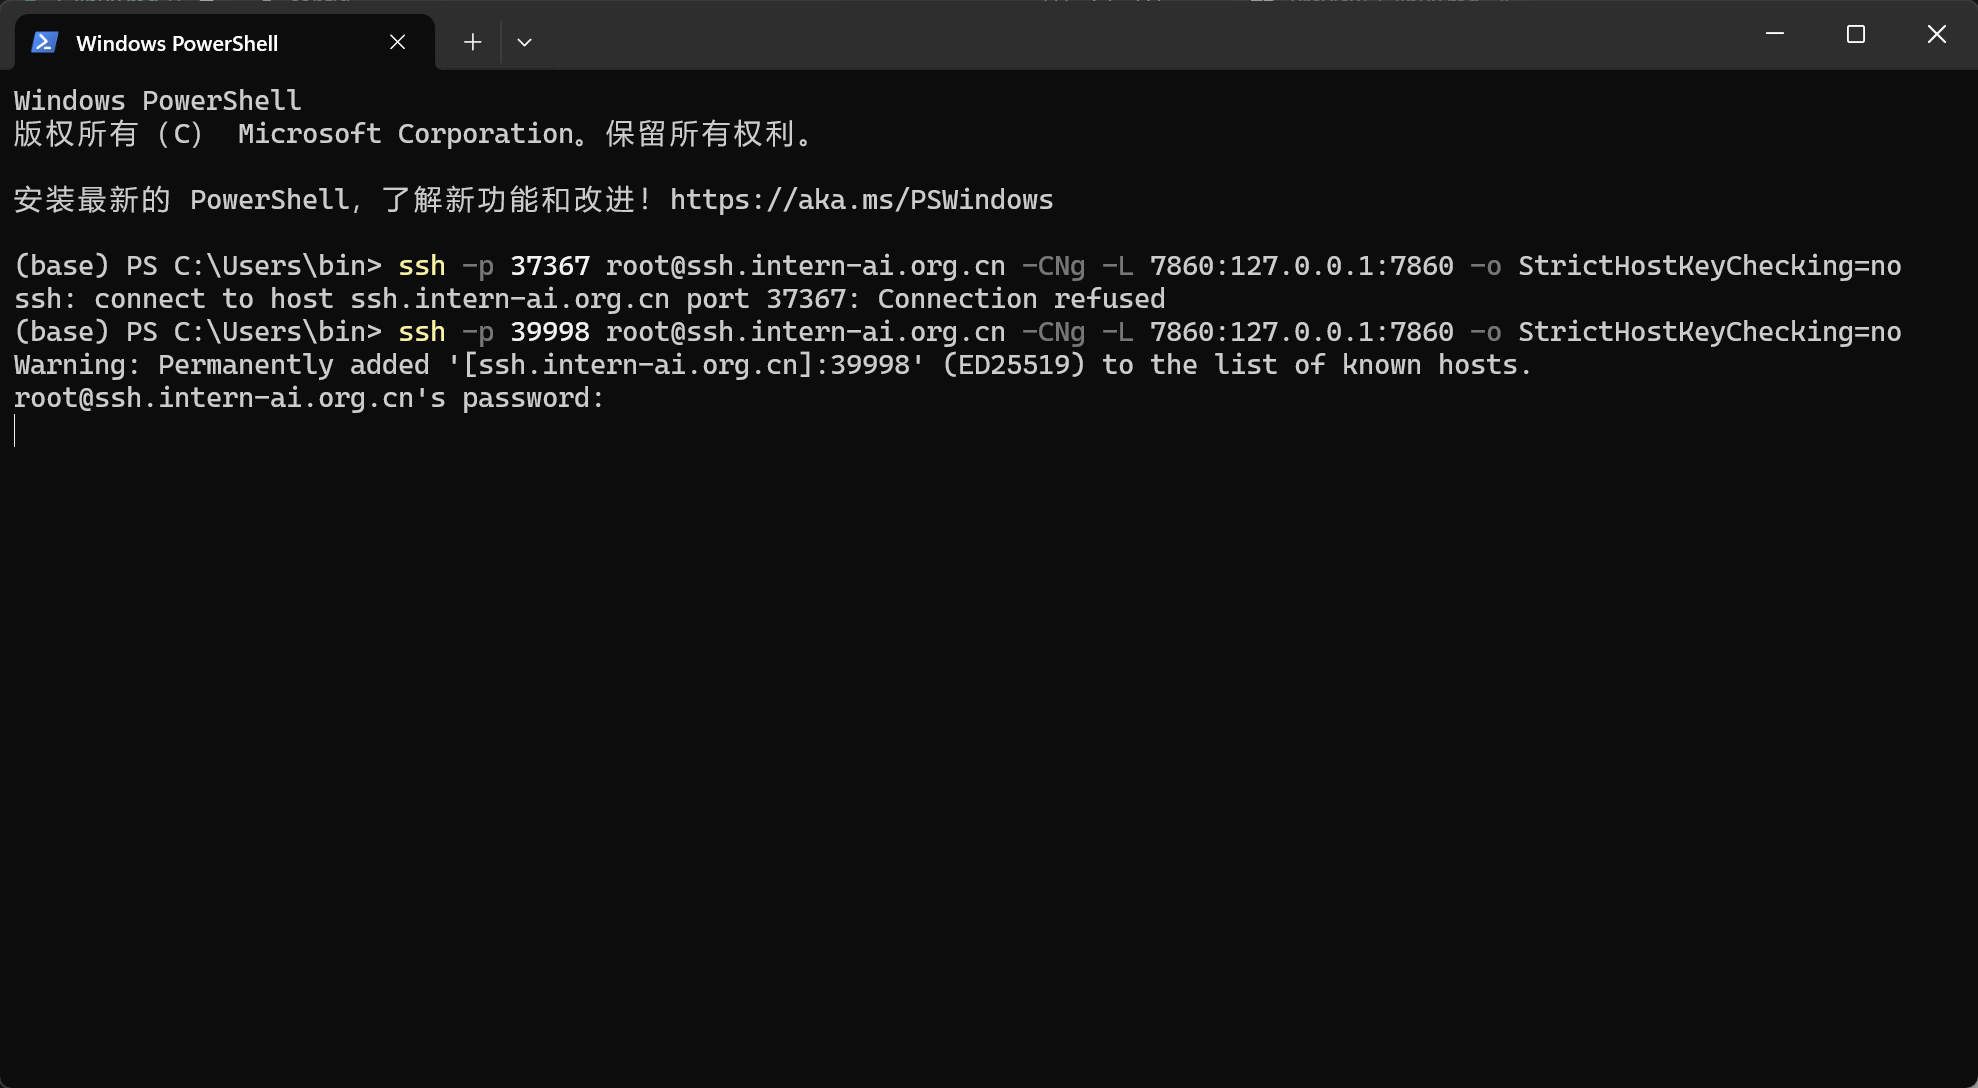 Windows PowerShell
Windows PowerShell
版权所有（C） Microsoft Corporation。保留所有权利。
安装最新的 PowerShell，了解新功能和改进！https://aka.ms/PSWindows
(base) PS C:\Users\bin> ssh -p 37367 root@ssh.intern-ai.org.cn -CNg -L 7860:127.0.0.1:7860 -o StrictHostKeyChecking=no
ssh: connect to host ssh.intern-ai.org.cn port 37367: Connection refused
(base) PS C:\Users\bin> ssh -p 39998 root@ssh.intern-ai.org.cn -CNg -L 7860:127.0.0.1:7860 -o StrictHostKeyChecking=no
Warning: Permanently added '[ssh.intern-ai.org.cn]:39998' (ED25519) to the list of known hosts.
root@ssh.intern-ai.org.cn's password: